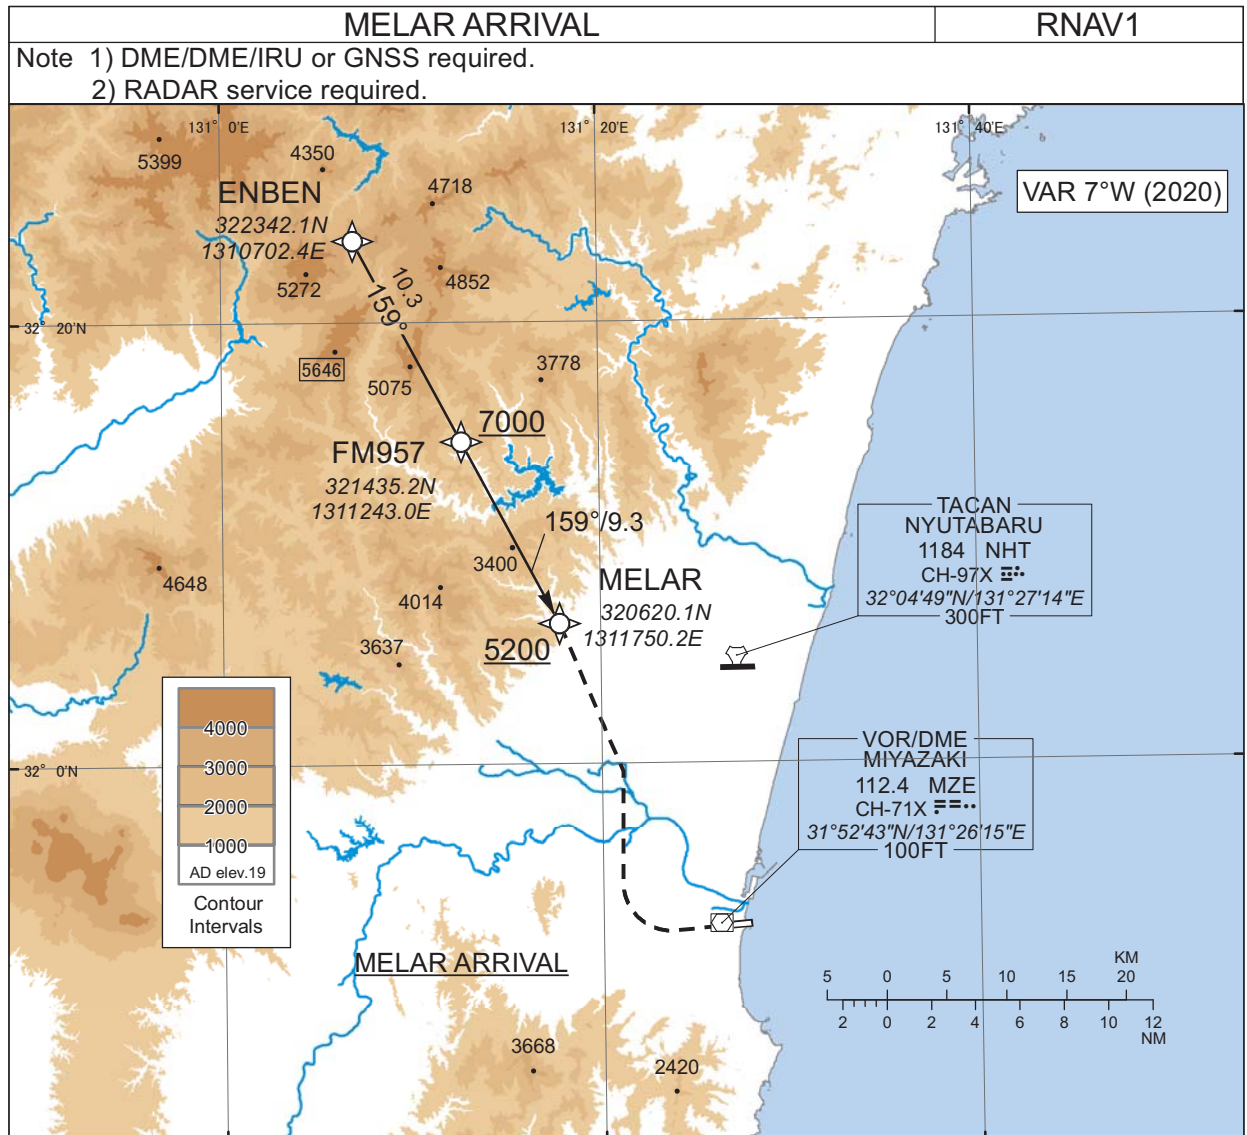 MELAR ARRIVAL
RNAV1
Note 1) DME/DME/IRU or GNSS required.
2) RADAR service required.
131° 0'E
131° 20'E
131° 40'E
5399
4350
4718
VAR 7°W (2020)
ENBEN
322342.1N
1310702.4E
5272
4852
10.3
159°
32° 20'N
5646
5075
3778
7000
FM957
321435.2N
1311243.0E
159°/9.3
3400
4648
4014
MELAR
320620.1N
1311750.2E
5200
3637
TACAN
NYUTABARU
1184 NHT
CH-97X
32°04'49"N/131°27'14"E
300FT
32° 0'N
VOR/DME
MIYAZAKI
112.4 MZE
CH-71X
31°52'43"N/131°26'15"E
100FT
4000
3000
2000
1000
AD elev.19
Contour
Intervals
MELAR ARRIVAL
KM
5 0 5 10 15 20
2 0 2 4 6 8 10 12
NM
3668
2420